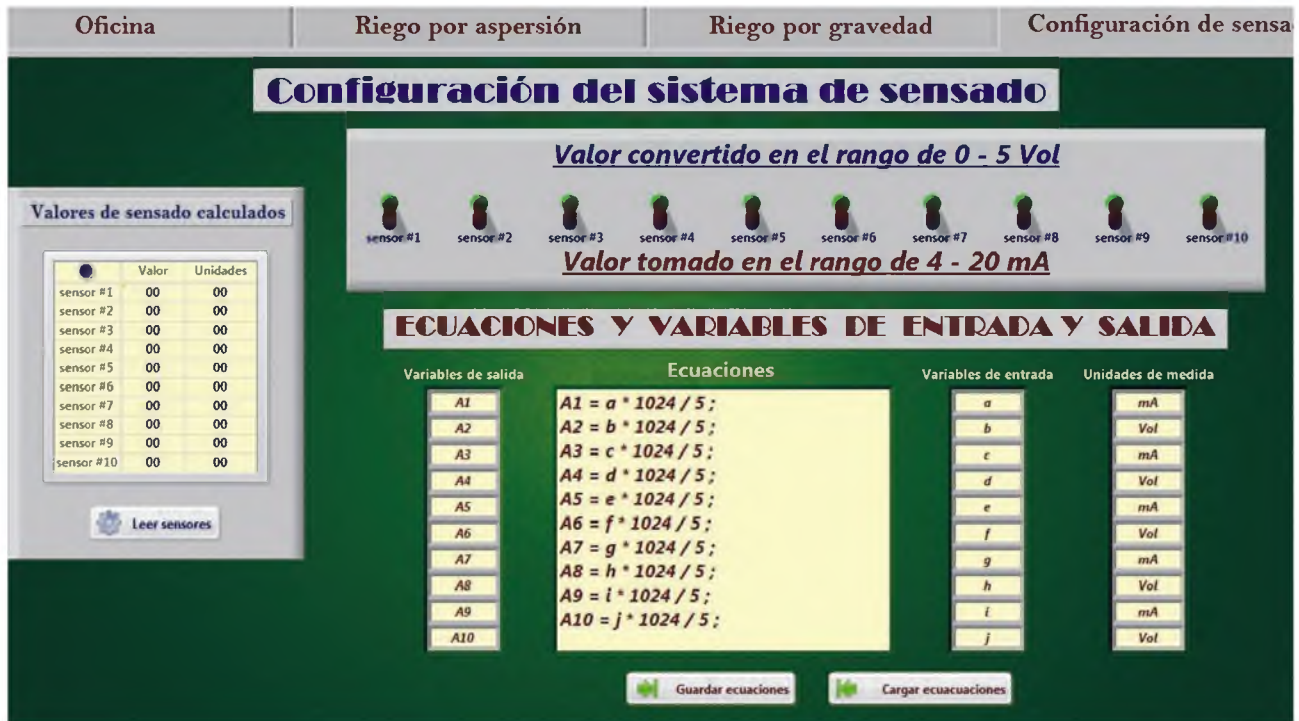 Oficina
Riego por aspersión
Riego por gravedad
Configuración de sensa
Configuración del sistema de sensado
Valor convertido en el rango de 0 - 5 Vol
sensor #1 sensor #2 sensor #3 sensor #4 sensor #5 sensor #6 sensor #7 sensor #8 sensor #9 sensor #10
Valor tomado en el rango de 4 - 20 mA
Valores de sensado calculados
Valor Unidades
sensor #1 00 00
sensor #2 00 00
sensor #3 00 00
sensor #4 00 00
sensor #5 00 00
sensor #6 00 00
sensor #7 00 00
sensor #8 00 00
sensor #9 00 00
sensor #10 00 00
Leer sensores
ECUACIONES Y VARIABLES DE ENTRADA Y SALIDA
Variables de salida
A1
A2
A3
A4
A5
A6
A7
A8
A9
A10
Ecuaciones
A1 = a * 1024 / 5 ;
A2 = b * 1024 / 5 ;
A3 = c * 1024 / 5 ;
A4 = d * 1024 / 5 ;
A5 = e * 1024 / 5 ;
A6 = f * 1024 / 5 ;
A7 = g * 1024 / 5 ;
A8 = h * 1024 / 5 ;
A9 = i * 1024 / 5 ;
A10 = j * 1024 / 5 ;
Variables de entrada
a
b
c
d
e
f
g
h
i
j
Unidades de medida
mA
Vol
mA
Vol
mA
Vol
mA
Vol
mA
Vol
Guardar ecuaciones
Cargar ecuacuaciones